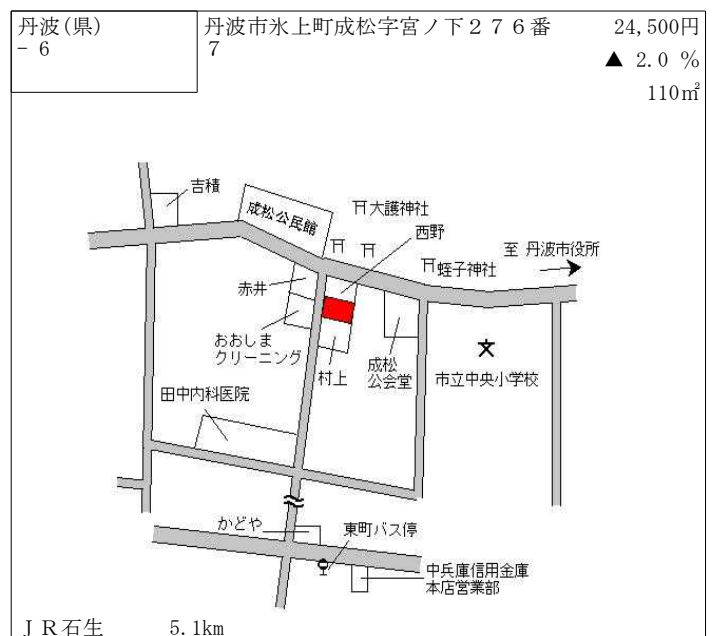 丹波(県)
－６
丹波市氷上町成松字宮ノ下２７６番
７
24,500円
▲ 2.0 %
110㎡
吉積
成松公民館
大護神社
西野
至 丹波市役所
蛭子神社
赤井
おおしま
クリーニング
村上
成松
公会堂
市立中央小学校
田中内科医院
かどや
東町バス停
中兵庫信用金庫
本店営業部
ＪＲ石生 5.1km